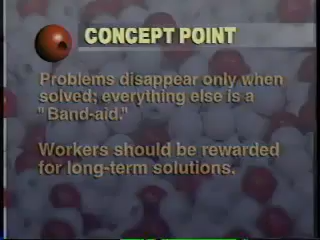 CONCEPT POINT
Problems disappear only when
solved; everything else is a
"Band-aid."
Workers should be rewarded
for long-term solutions.